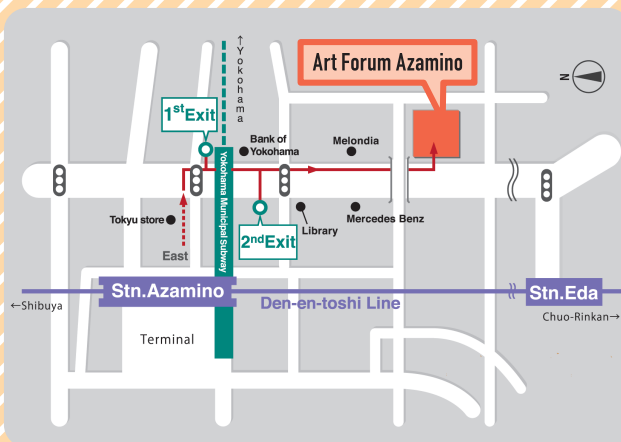 ↑Yokohama
Art Forum Azamino
N
1st Exit
Bank of
Yokohama
Melondia
Yokohama Municipal Subway
Tokyu store
East
2nd Exit
Library
Mercedes Benz
Stn.Azamino
Den-en-toshi Line
Stn.Eda
←Shibuya
Chuo-Rinkan→
Terminal